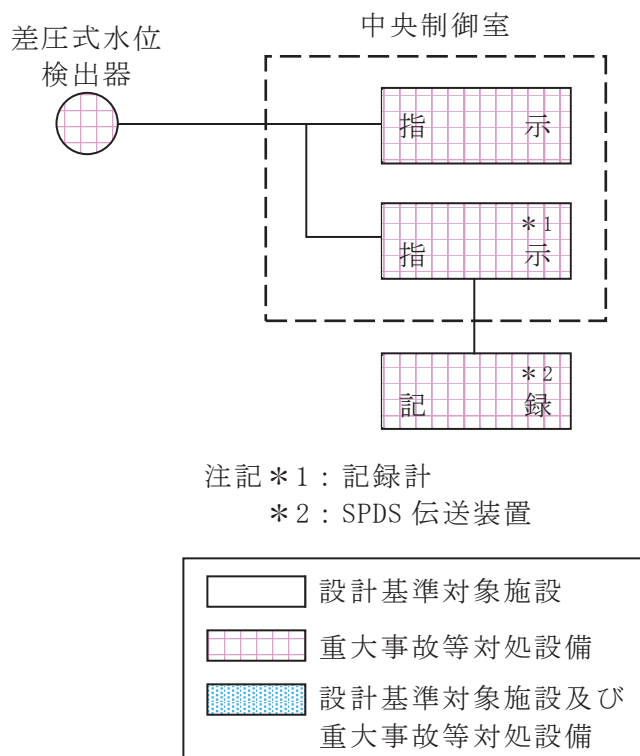 中央制御室
差圧式水位
検出器
指　示
＊1
指　示
＊2
記　録
注記＊1：記録計
＊2：SPDS 伝送装置
設計基準対象施設
重大事故等対処設備
設計基準対象施設及び
重大事故等対処設備